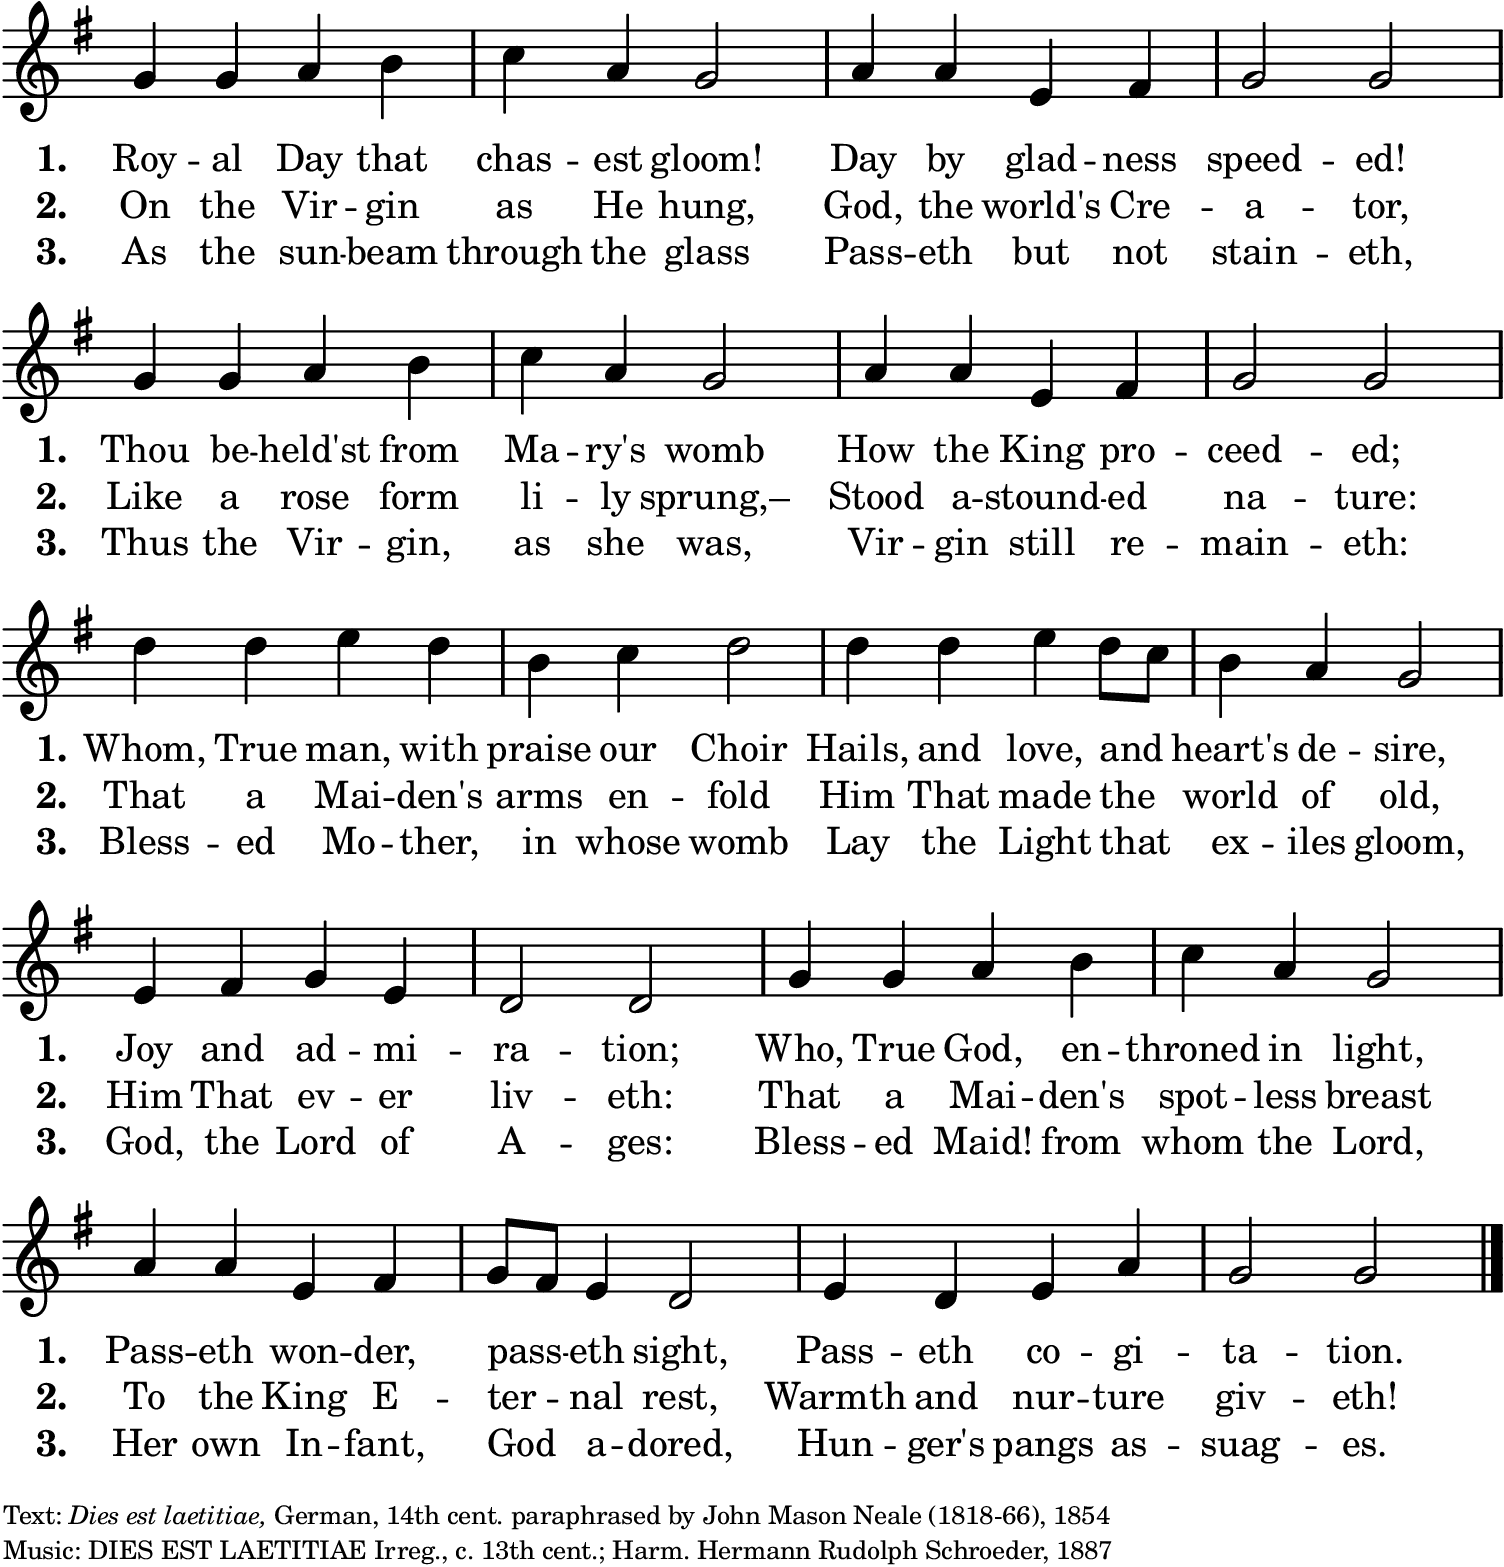 1. Roy -- al Day that chas -- est gloom! Day by glad -- ness speed -- ed!
2. On the Vir -- gin as He hung, God, the world's Cre -- a -- tor,
3. As the sun -- beam through the glass Pass -- eth but not stain -- eth,
1. Thou be -- held'st from Ma -- ry's womb How the King pro -- ceed -- ed;
2. Like a rose form li -- ly sprung,– Stood a -- stound -- ed na -- ture:
3. Thus the Vir -- gin, as she was, Vir -- gin still re -- main -- eth:
1. Whom, True man, with praise our Choir Hails, and love, and heart's de -- sire,
2. That a Mai -- den's arms en -- fold Him That made the world of old,
3. Bless -- ed Mo -- ther, in whose womb Lay the Light that ex -- iles gloom,
1. Joy and ad -- mi -- ra -- tion; Who, True God, en -- throned in light,
2. Him That ev -- er liv -- eth: That a Mai -- den's spot -- less breast
3. God, the Lord of A -- ges: Bless -- ed Maid! from whom the Lord,
1. Pass -- eth won -- der, pass -- eth sight, Pass -- eth co -- gi -- ta -- tion.
2. To the King E -- ter -- nal rest, Warmth and nur -- ture giv -- eth!
3. Her own In -- fant, God a -- dored, Hun -- ger's pangs as -- suag -- es.
Text: Dies est laetitiae, German, 14th cent. paraphrased by John Mason Neale (1818-66), 1854
Music: DIES EST LAETITIAE Irreg., c. 13th cent.; Harm. Hermann Rudolph Schroeder, 1887